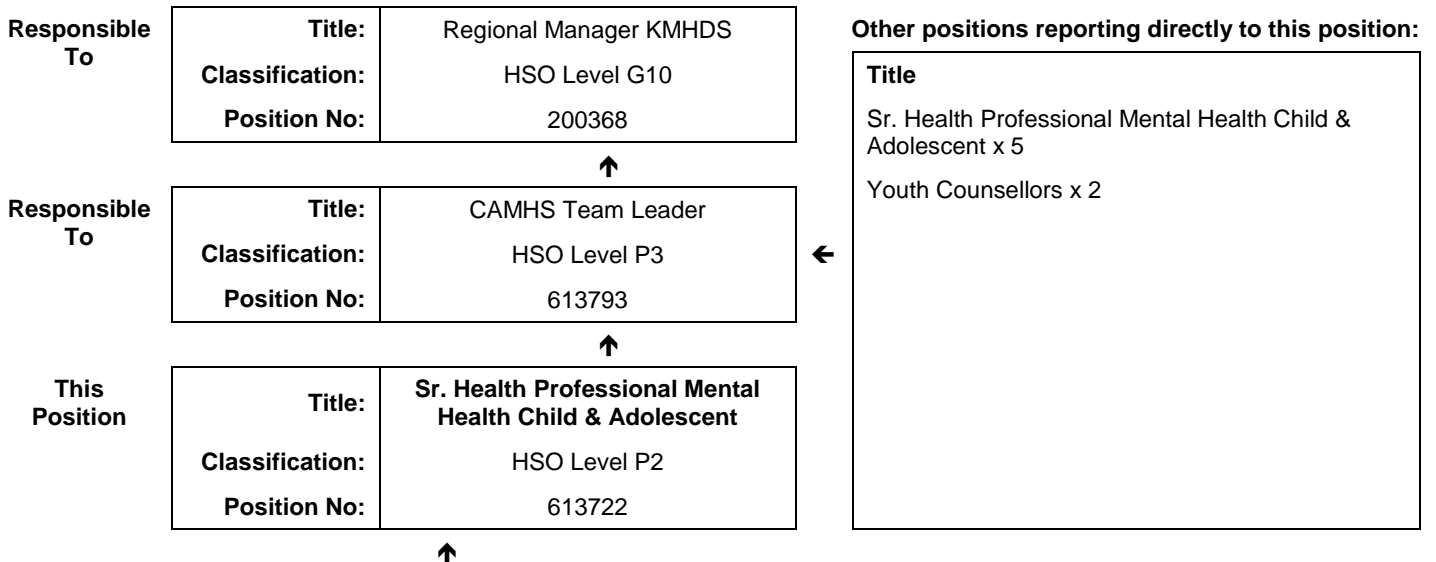 Responsible To
Title: Regional Manager KMHDS
Classification: HSO Level G10
Position No: 200368
🡩
Responsible To
Title: CAMHS Team Leader
Classification: HSO Level P3
Position No: 613793
🡩
This Position
Title: Sr. Health Professional Mental Health Child & Adolescent
Classification: HSO Level P2
Position No: 613722
🡩
Other positions reporting directly to this position:
🡨
Title
Sr. Health Professional Mental Health Child &
Adolescent x 5
Youth Counsellors x 2